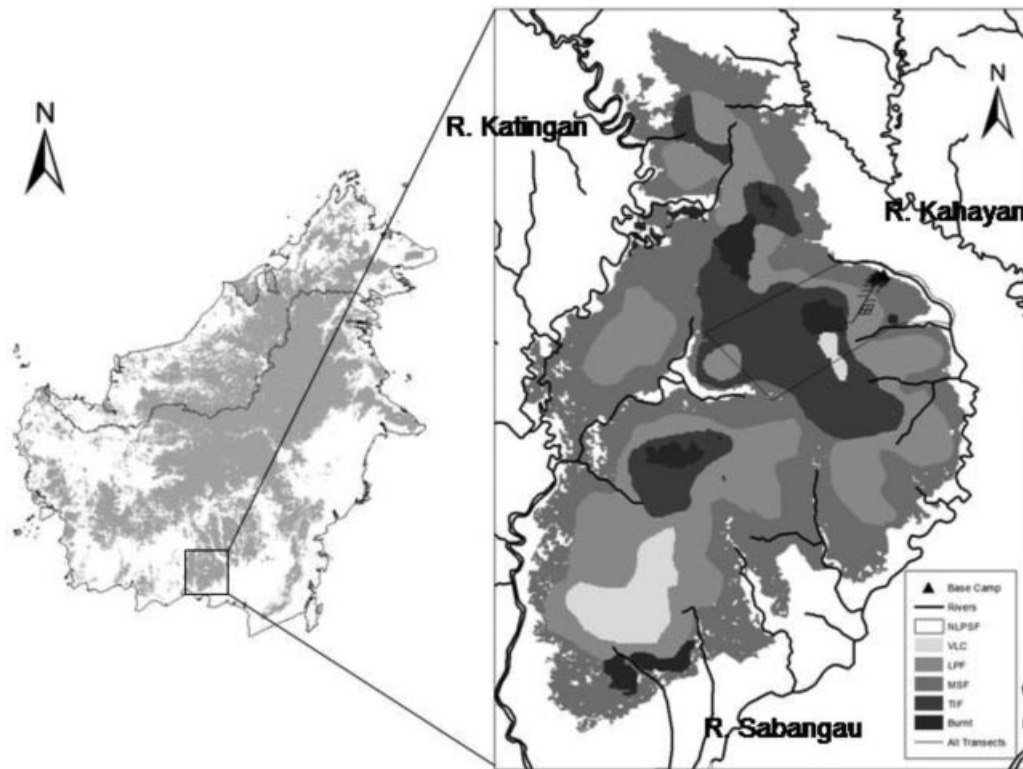 N
N
R. Katingan
R. Kahayan
R. Sabangau
Base Camp
Rivers
NLPSF
VLC
LPF
MSF
TIF
Burnt
All Transects